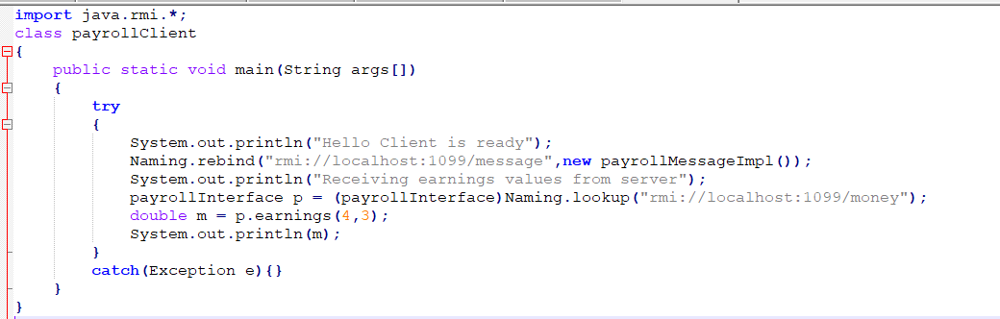 import java.rmi.*;
class payrollClient
{
    public static void main(String args[])
    {
        try
        {
            System.out.println("Hello Client is ready");
            Naming.rebind("rmi://localhost:1099/message",new payrollMessageImpl());
            System.out.println("Receiving earnings values from server");
            payrollInterface p = (payrollInterface)Naming.lookup("rmi://localhost:1099/money");
            double m = p.earnings(4,3);
            System.out.println(m);
        }
        catch(Exception e){}
    }
}